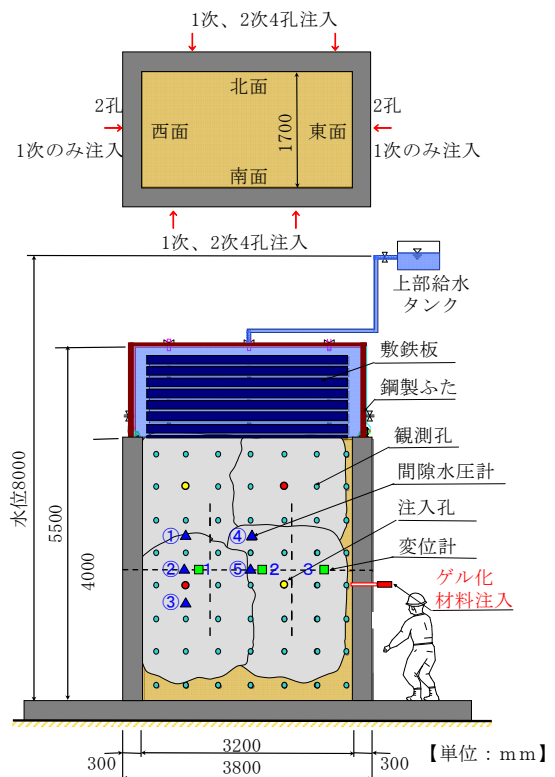 1次、2次4孔注入
北面
2孔
1次のみ注入
西面
1700
東面
2孔
1次のみ注入
南面
1次、2次4孔注入
上部給水
タンク
敷鉄板
鋼製ふた
観測孔
間隙水圧計
注入孔
変位計
ゲル化
材料注入
水位8000
5500
4000
①
④
②
1
⑤
2
3
③
3200
300
3800
300
【単位：mm】